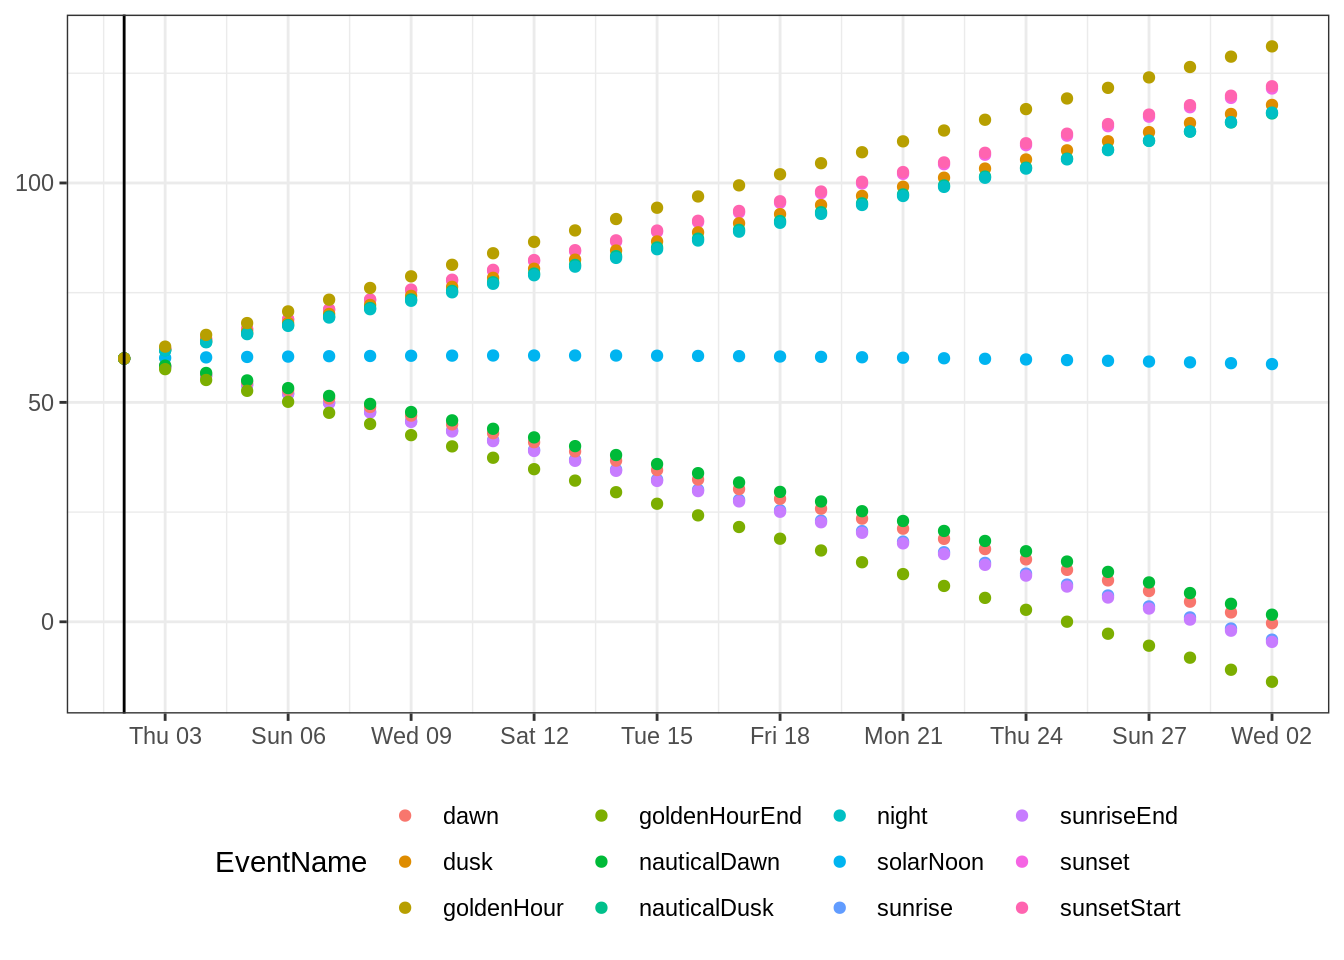 100
50
0
Thu 03 Sun 06 Wed 09 Sat 12 Tue 15 Fri 18 Mon 21 Thu 24 Sun 27 Wed 02
dawn goldenHourEnd night sunriseEnd
EventName dusk nauticalDawn solarNoon sunset
goldenHour nauticalDusk sunrise sunsetStart